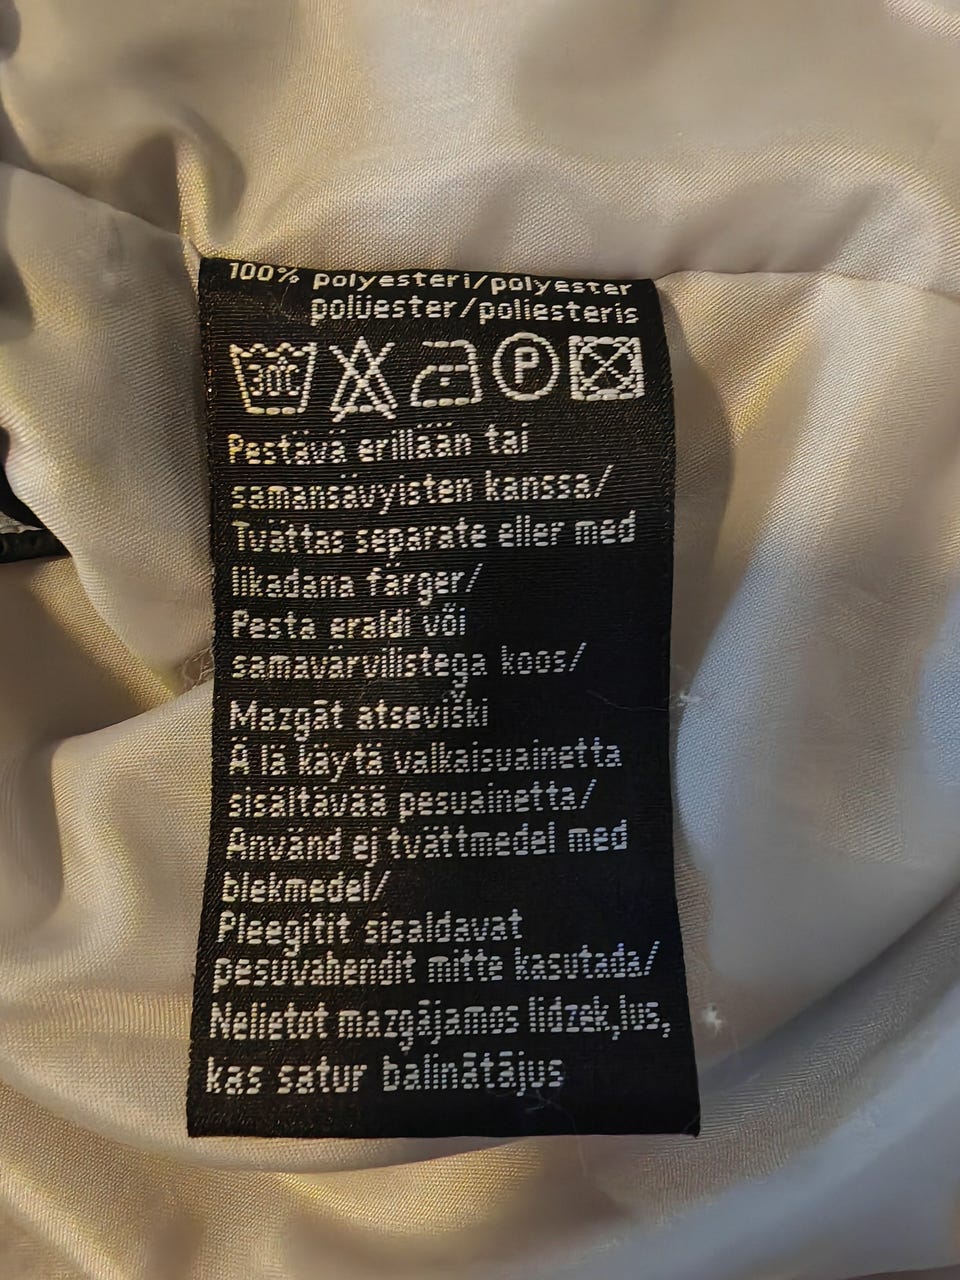 100% polyesteri/polyester
polüester/poliesteris
30°C P
Pestävä erillään tai
samansävyisten kanssa/
Tvättas separate eller med
likadana färger/
Pesta eraldi või
samavärvilistega koos/
Mazgāt atsevišķi
Ä lä käytä valkaisuainetta
sisältävää pesuainetta/
Använd ej tvättmedel med
blekmedel/
Pleegitit sisaldavat
pesuvahendit mitte kasutada/
Nelietot mazgājamos līdzekļus,
kas satur balinātājus